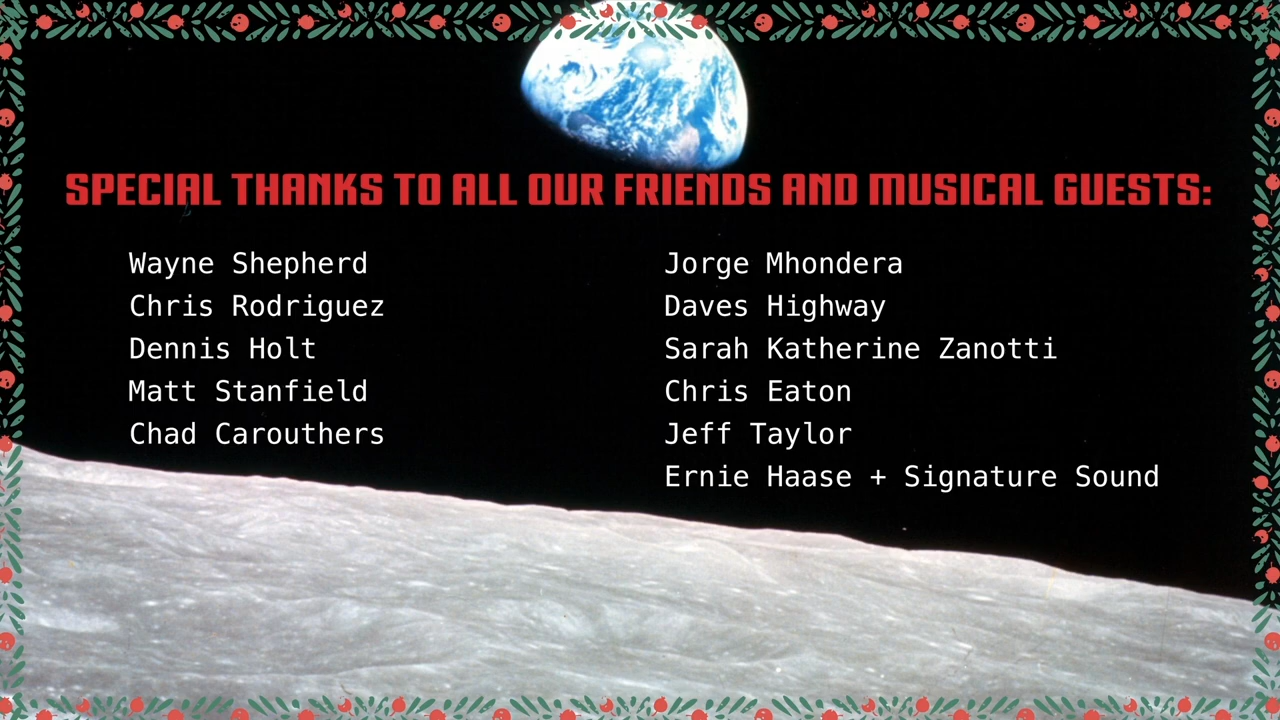 SPECIAL THANKS TO ALL OUR FRIENDS AND MUSICAL GUESTS:
Wayne Shepherd
Chris Rodriguez
Dennis Holt
Matt Stanfield
Chad Carouthers
Jorge Mhondera
Daves Highway
Sarah Katherine Zanotti
Chris Eaton
Jeff Taylor
Ernie Haase + Signature Sound